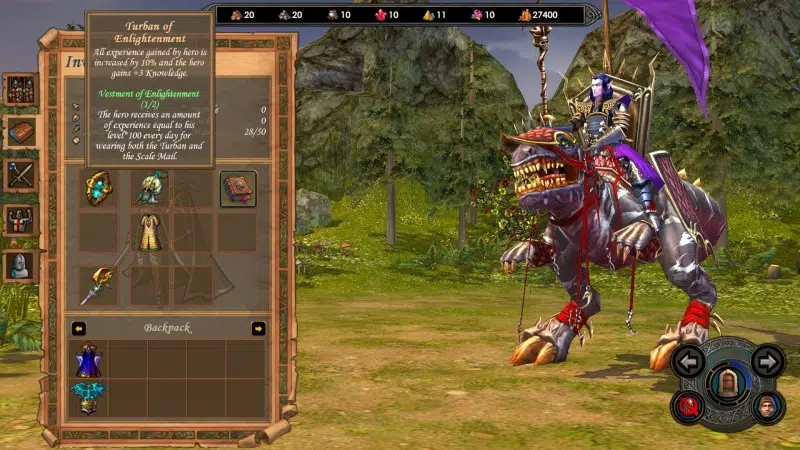 20 20 10 10 11 10 27400
Turban of
Enlightenment
All experience gained by hero is
increased by 10% and the hero
gains +3 Knowledge.
Vestment of Enlightenment
(1/2)
The hero receives an amount
of experience equal to his
level*100 every day for
wearing both the Turban and
the Scale Mail.
0
0
28/50
Backpack